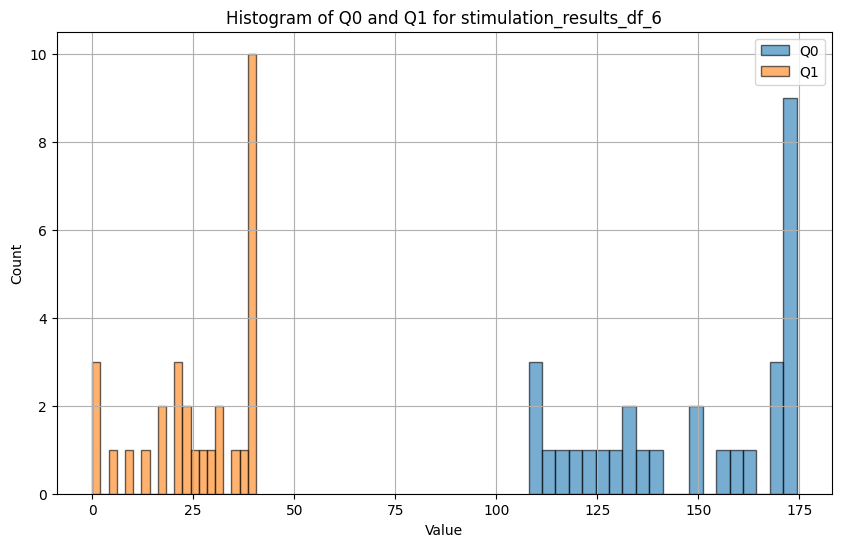 Histogram of Q0 and Q1 for stimulation_results_df_6
Q0
Q1
Count
10
8
6
4
2
0
0 25 50 75 100 125 150 175
Value